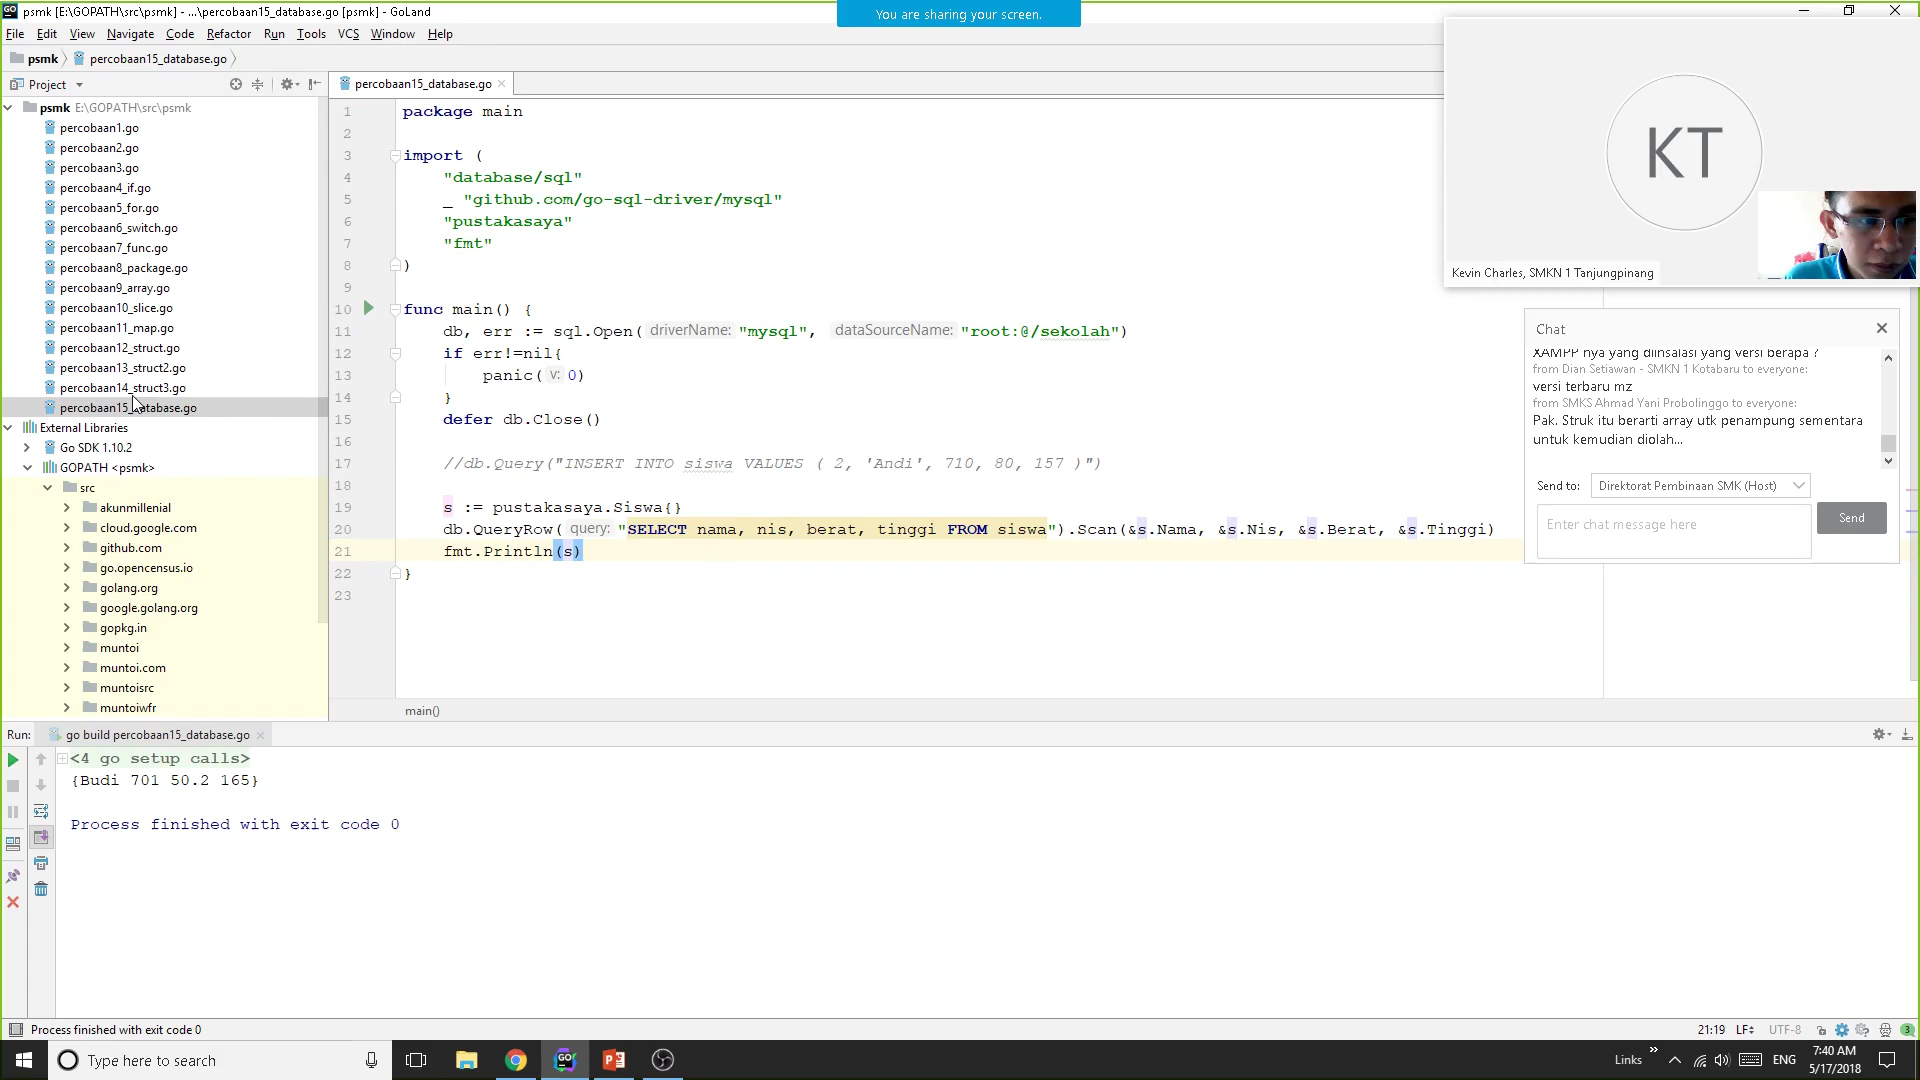 psmk [E:\GOPATH\src\psmk] - ...\percobaan15_database.go [psmk] - GoLand
You are sharing your screen.
File Edit View Navigate Code Refactor Run Tools VCS Window Help
psmk percobaan15_database.go
Project
percobaan15_database.go
psmk E:\GOPATH\src\psmk
percobaan1.go
percobaan2.go
percobaan3.go
percobaan4_if.go
percobaan5_for.go
percobaan6_switch.go
percobaan7_func.go
percobaan8_package.go
percobaan9_array.go
percobaan10_slice.go
percobaan11_map.go
percobaan12_struct.go
percobaan13_struct2.go
percobaan14_struct3.go
percobaan15_database.go
External Libraries
Go SDK 1.10.2
GOPATH <psmk>
src
akunmillenial
cloud.google.com
github.com
go.opencensus.io
golang.org
google.golang.org
gopkg.in
muntoi
muntoi.com
muntoisrc
muntoiwfr
1 package main
2
3 import (
4 "database/sql"
5 _ "github.com/go-sql-driver/mysql"
6 "pustakasaya"
7 "fmt"
8 )
9
10 func main() {
11 db, err := sql.Open( driverName: "mysql", dataSourceName: "root:@/sekolah")
12 if err!=nil{
13 panic( v: 0)
14 }
15 defer db.Close()
16
17 //db.Query("INSERT INTO siswa VALUES ( 2, 'Andi', 710, 80, 157 )")
18
19 s := pustakasaya.Siswa{}
20 db.QueryRow( query: "SELECT nama, nis, berat, tinggi FROM siswa").Scan(&s.Nama, &s.Nis, &s.Berat, &s.Tinggi)
21 fmt.Println(s)
22 }
23
main()
KT
Kevin Charles, SMKN 1 Tanjungpinang
Chat
XAMPP nya yang diinsalasi yang versi berapa ?
from Dian Setiawan - SMKN 1 Kotabaru to everyone:
versi terbaru mz
from SMKS Ahmad Yani Probolinggo to everyone:
Pak. Struk itu berarti array utk penampung sementara
untuk kemudian diolah...
Send to: Direktorat Pembinaan SMK (Host)
Enter chat message here
Send
Run: go build percobaan15_database.go
<4 go setup calls>
{Budi 701 50.2 165}
Process finished with exit code 0
Process finished with exit code 0
21:19 LF÷ UTF-8 3
Type here to search
Links » ENG
7:40 AM
5/17/2018